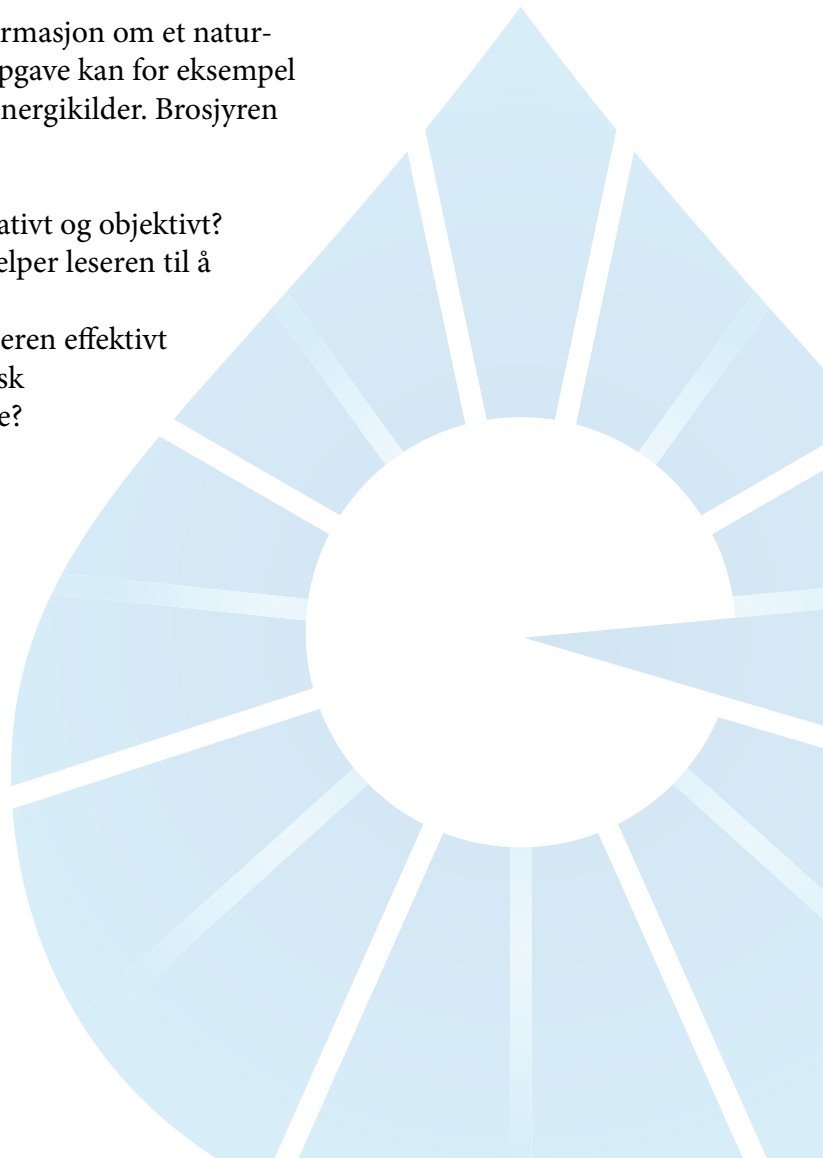 rmasjon om et natur-
pgave kan for eksempel
nergikilder. Brosjyren
ativt og objektivt?
elper leseren til å
eren effektivt
sk
e?